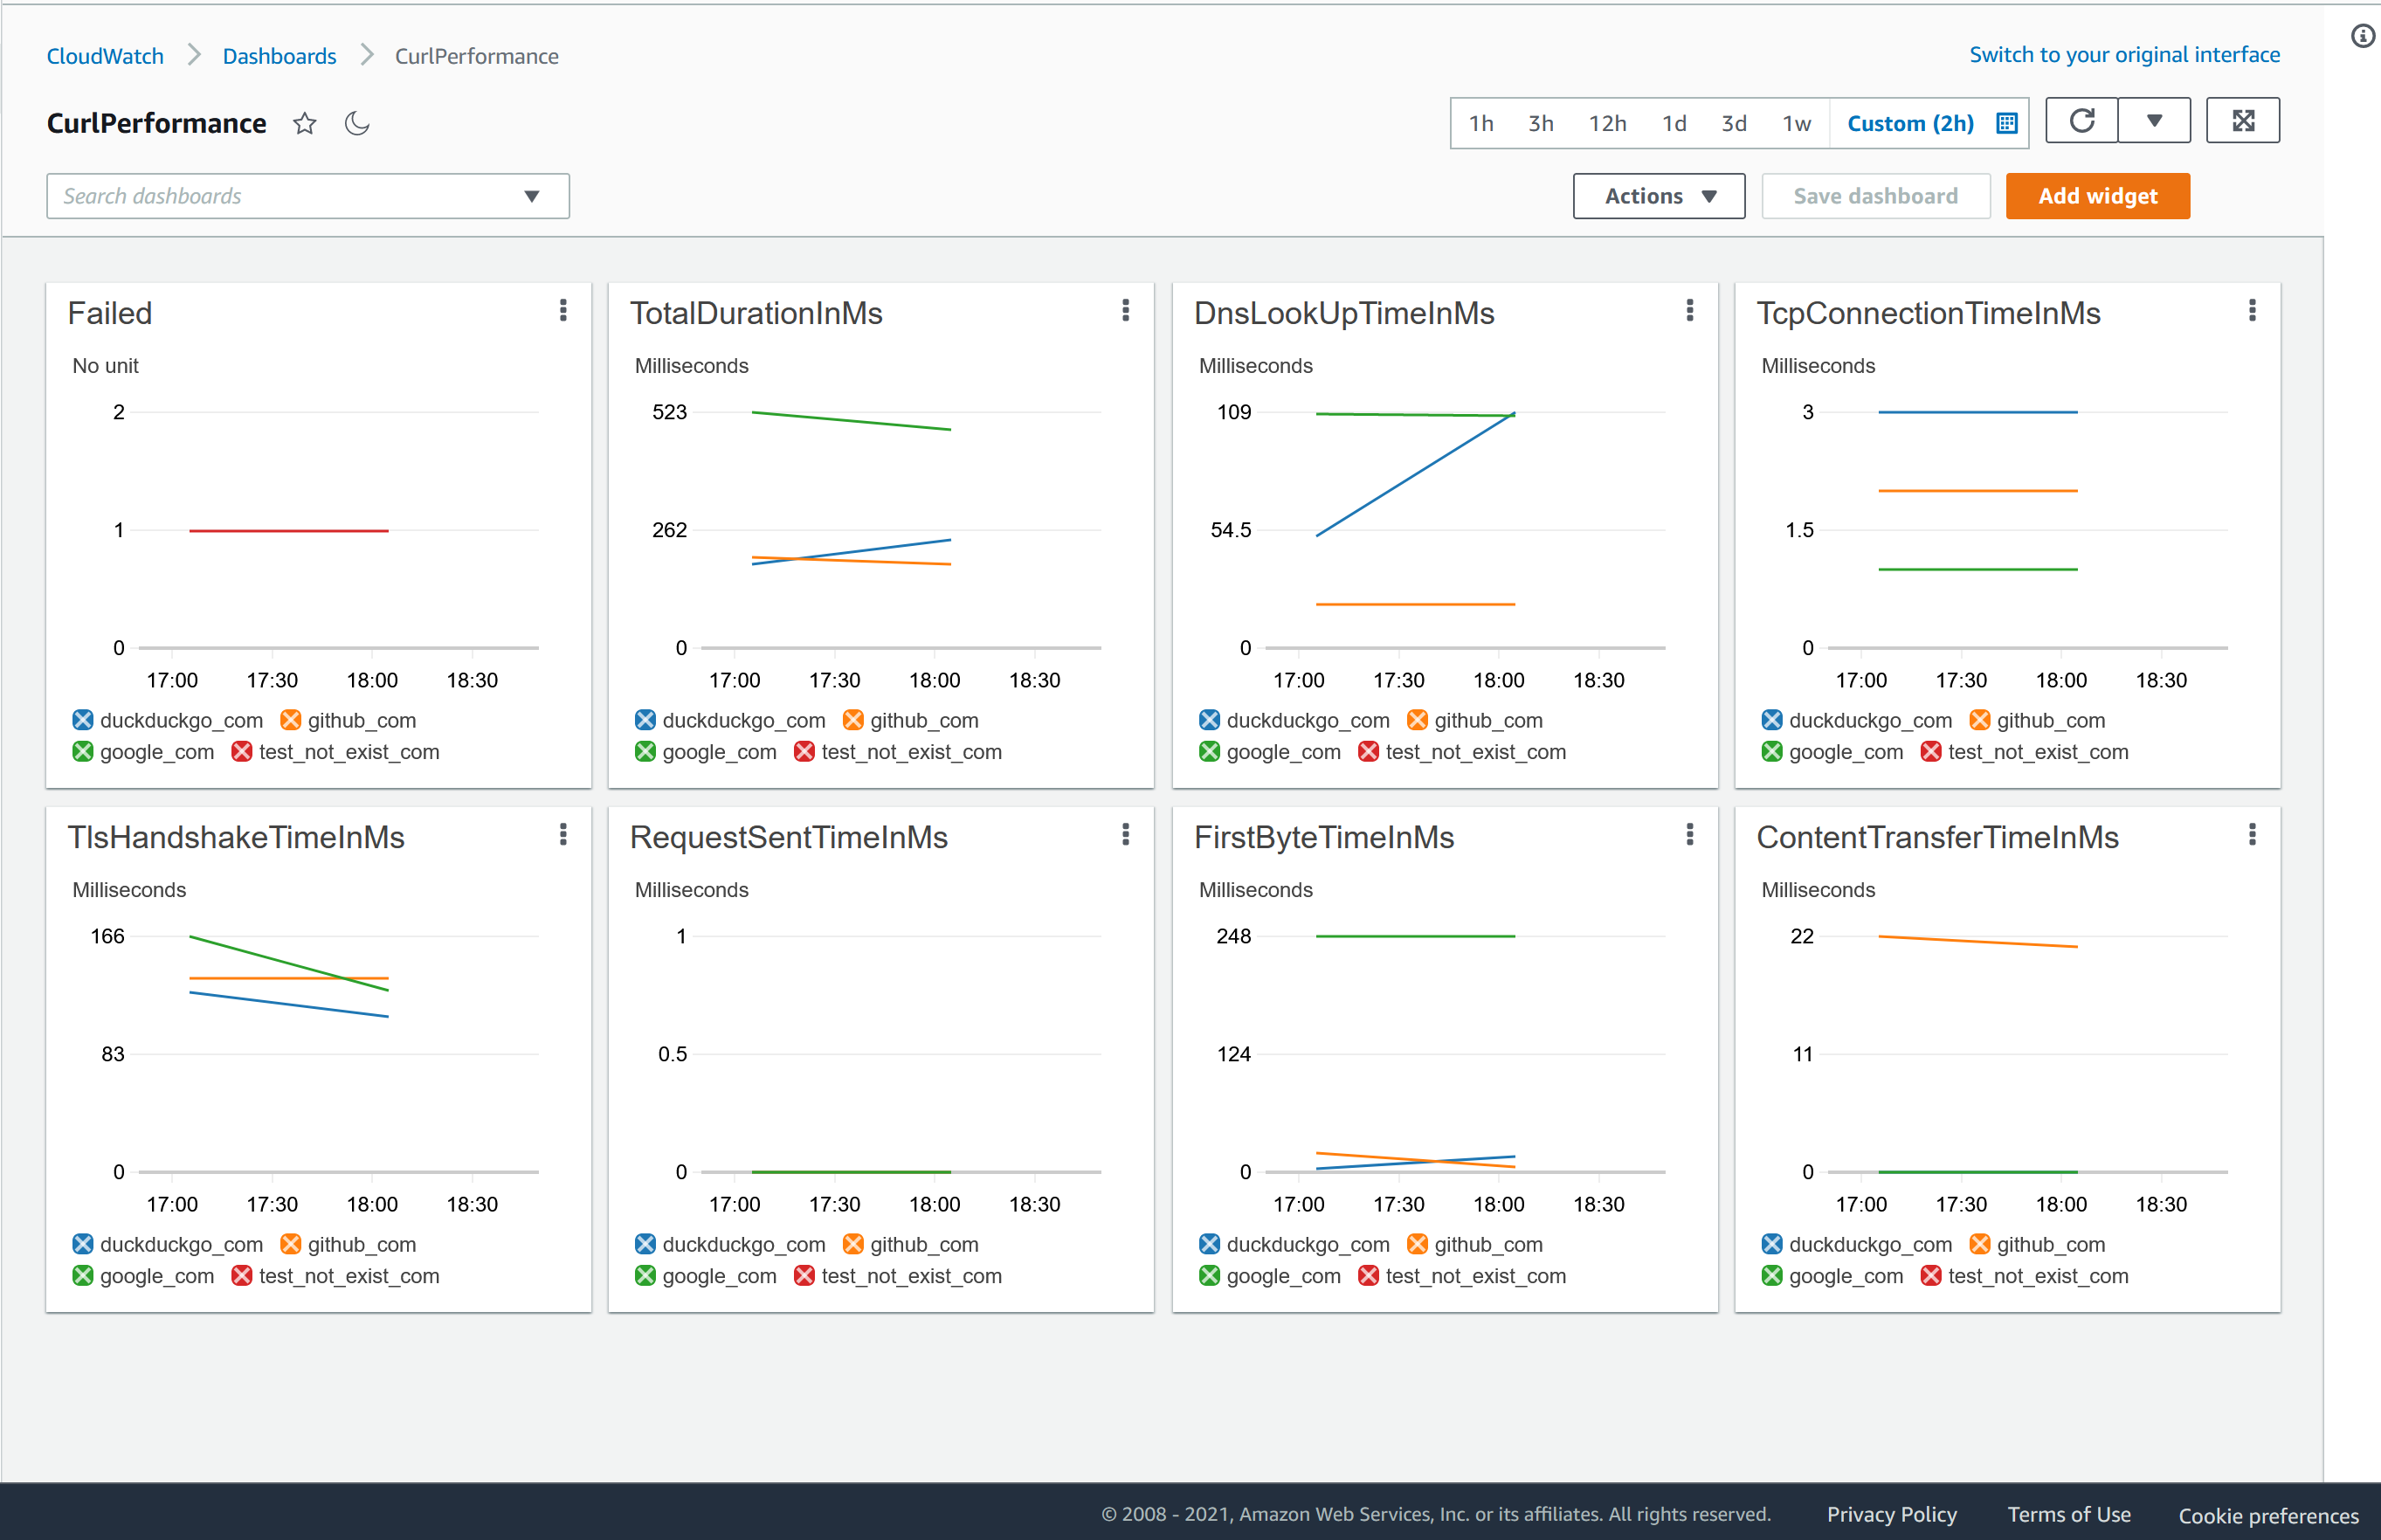 CloudWatch > Dashboards > CurlPerformance
Switch to your original interface
CurlPerformance
1h 3h 12h 1d 3d 1w Custom (2h)
Search dashboards
Actions Save dashboard Add widget
Failed
No unit
2
1
0
17:00 17:30 18:00 18:30
duckduckgo_com github_com
google_com test_not_exist_com
TotalDurationInMs
Milliseconds
523
262
0
17:00 17:30 18:00 18:30
duckduckgo_com github_com
google_com test_not_exist_com
DnsLookUpTimeInMs
Milliseconds
109
54.5
0
17:00 17:30 18:00 18:30
duckduckgo_com github_com
google_com test_not_exist_com
TcpConnectionTimeInMs
Milliseconds
3
1.5
0
17:00 17:30 18:00 18:30
duckduckgo_com github_com
google_com test_not_exist_com
TlsHandshakeTimeInMs
Milliseconds
166
83
0
17:00 17:30 18:00 18:30
duckduckgo_com github_com
google_com test_not_exist_com
RequestSentTimeInMs
Milliseconds
1
0.5
0
17:00 17:30 18:00 18:30
duckduckgo_com github_com
google_com test_not_exist_com
FirstByteTimeInMs
Milliseconds
248
124
0
17:00 17:30 18:00 18:30
duckduckgo_com github_com
google_com test_not_exist_com
ContentTransferTimeInMs
Milliseconds
22
11
0
17:00 17:30 18:00 18:30
duckduckgo_com github_com
google_com test_not_exist_com
© 2008 - 2021, Amazon Web Services, Inc. or its affiliates. All rights reserved. Privacy Policy Terms of Use Cookie preferences